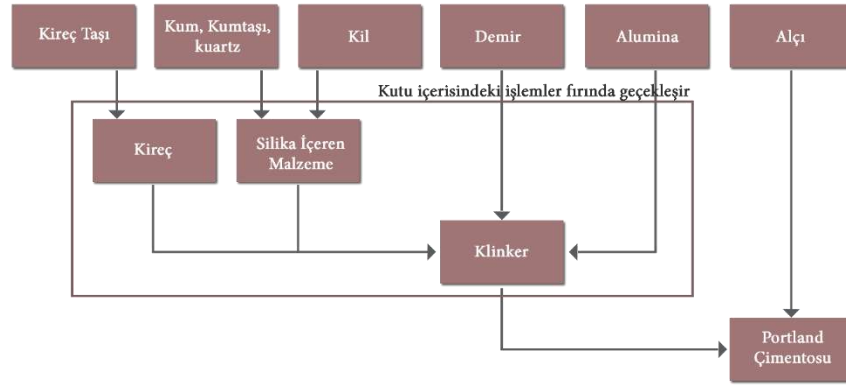 Kireç Taşı
Kum, Kumtaşı,
kuartz
Kil
Demir
Alumina
Alçı
Kutu içerisindeki işlemler fırında geçekleşir
Kireç
Silika İçeren
Malzeme
Klinker
Portland
Çimentosu